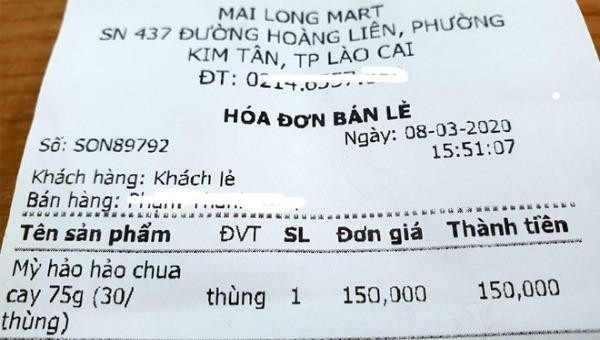 MAI LONG MART
SN 437 ĐƯỜNG HOÀNG LIÊN, PHƯỜNG
KIM TÂN, TP LÀO CAI
ĐT:
HÓA ĐƠN BÁN LẺ
Số: SON89792 Ngày: 08-03-2020
15:51:07
Khách hàng: Khách lẻ
Bán hàng:
Tên sản phẩm ĐVT SL Đơn giá Thành tiền
Mỳ hảo hảo chua
cay 75g (30/ thùng 1 150,000 150,000
thùng)